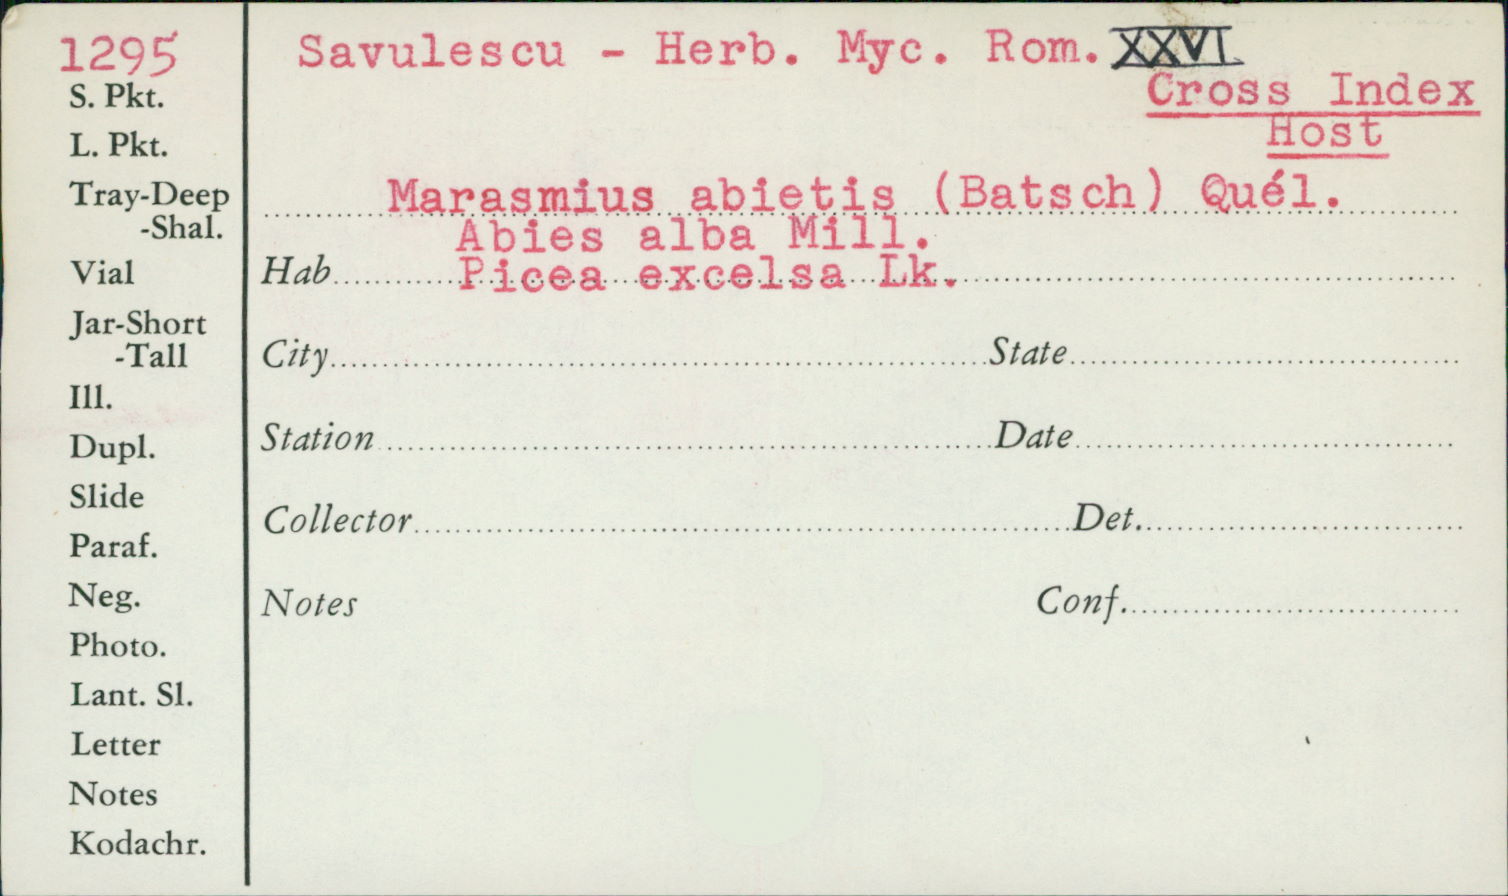 1295
Savulescu - Herb. Myc. Rom. XXVI
Cross Index
Host
S. Pkt.
L. Pkt.
Tray-Deep
-Shal.
Vial
Jar-Short
-Tall
Ill.
Dupl.
Slide
Paraf.
Neg.
Photo.
Lant. Sl.
Letter
Notes
Kodachr.
Marasmius abietis (Batsch) Quél.
Abies alba Mill.
Hab Picea excelsa Lk.
City State
Station Date
Collector Det.
Notes Conf.